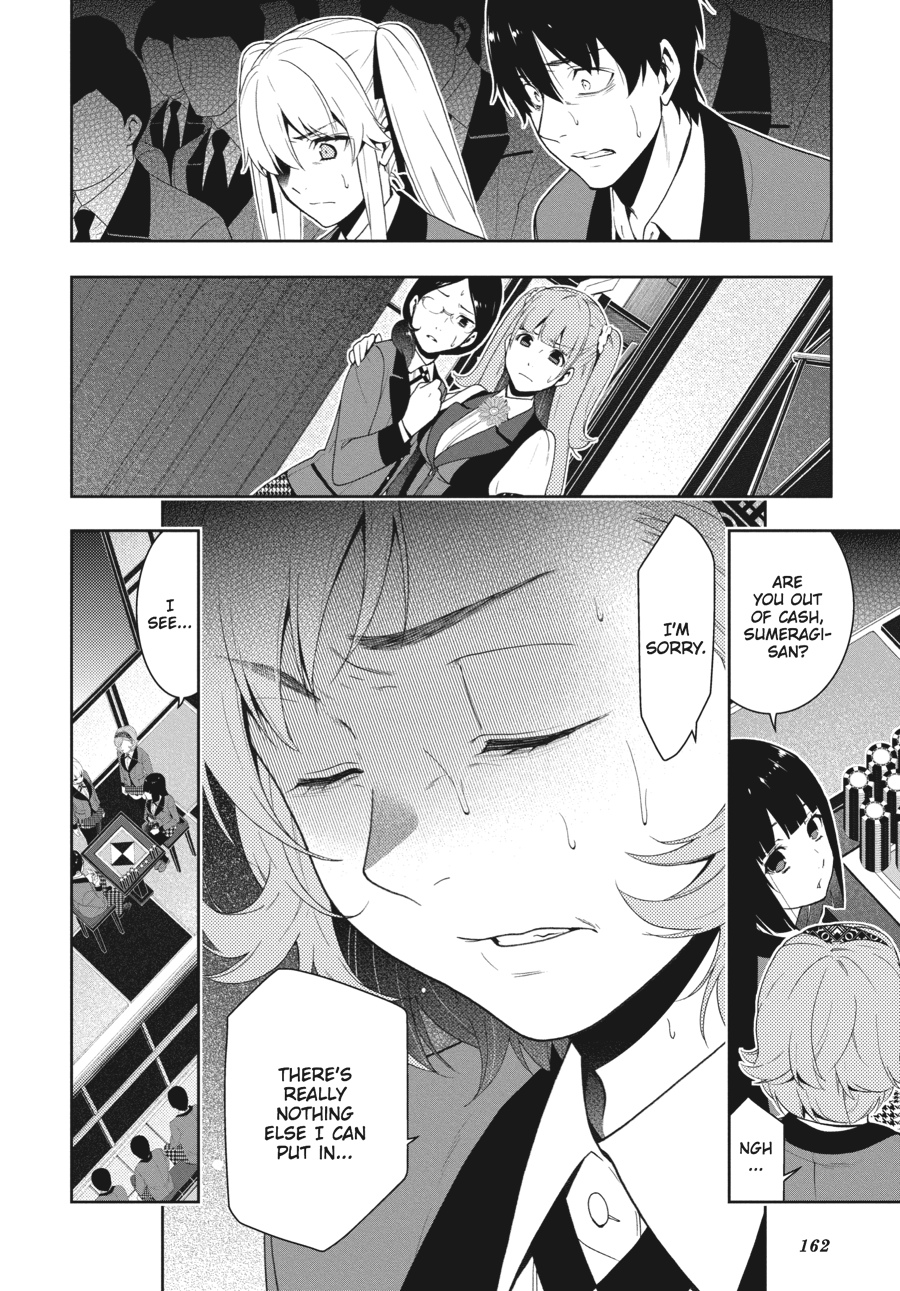 ARE
YOU OUT
OF CASH,
SUMERAGI-
SAN?
NGH
...
I'M
SORRY.
THERE'S
REALLY
NOTHING
ELSE I CAN
PUT IN...
I
SEE...
162